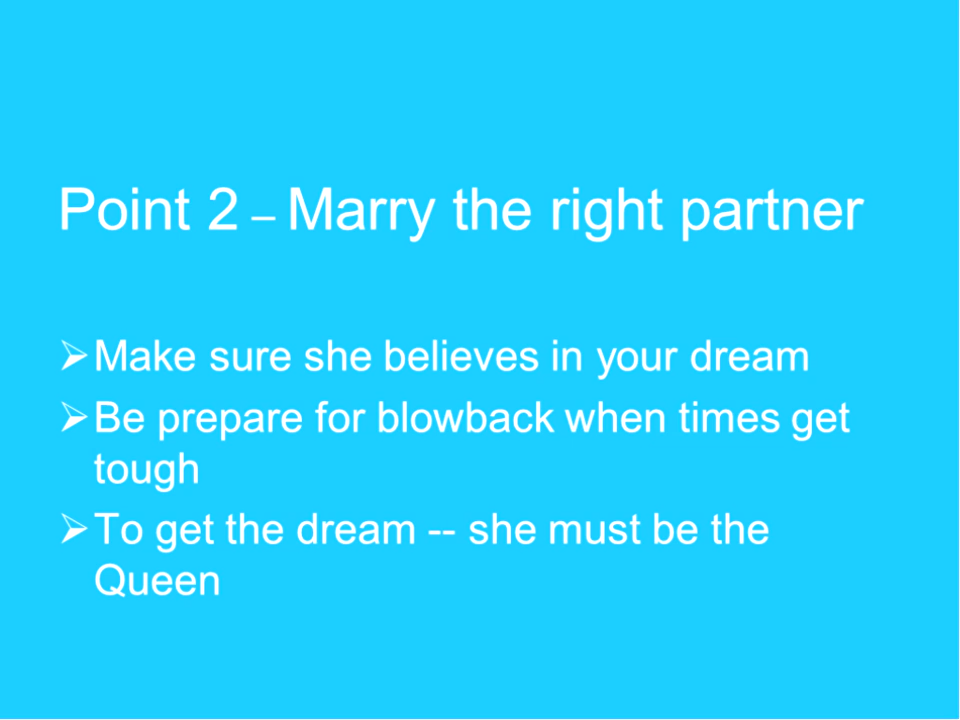 Point 2 – Marry the right partner
➢Make sure she believes in your dream
➢Be prepare for blowback when times get
tough
➢To get the dream -- she must be the
Queen